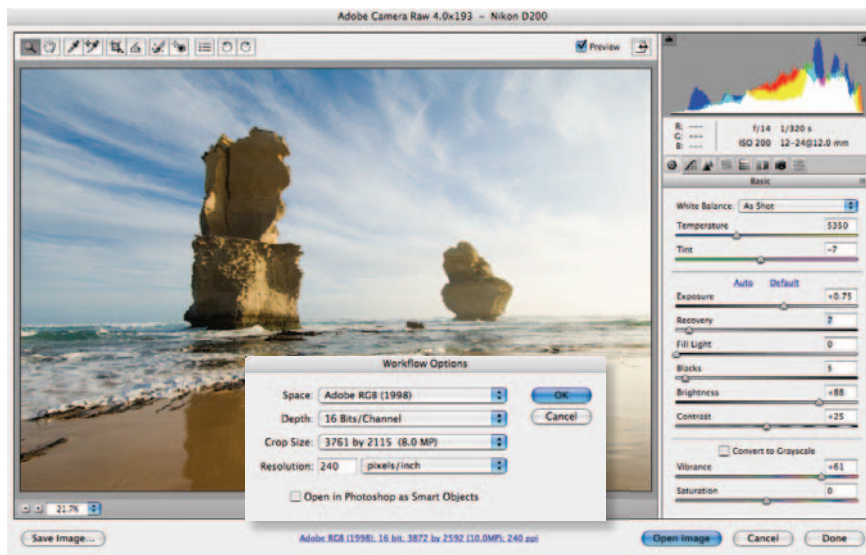 Adobe Camera Raw 4.0x193 – Nikon D200
Preview
R: ---
G: ---
B: ---
f/14 1/320 s
ISO 200 12-24@12.0 mm
Basic
White Balance: As Shot
Temperature 5350
Tint -7
Auto Default
Exposure +0.75
Recovery 7
Fill Light 0
Blacks 5
Brightness +88
Contrast +25
Convert to Grayscale
Vibrance +61
Saturation 0
Workflow Options
Space: Adobe RGB (1998)
OK
Depth: 16 Bits/Channel
Cancel
Crop Size: 3761 by 2115 (8.0 MP)
Resolution: 240 pixels/inch
Open in Photoshop as Smart Objects
21.7%
Save Image...
Adobe RGB (1998), 16 bit, 3872 by 2592 (10.0MP), 240 ppi
Open Image
Cancel
Done